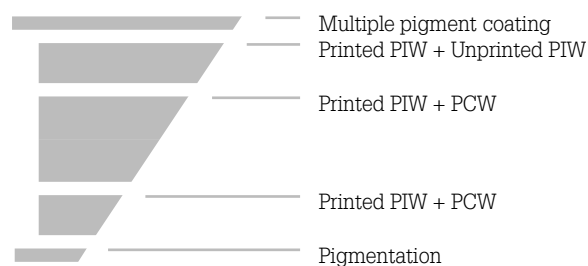 Multiple pigment coating
Printed PIW + Unprinted PIW
Printed PIW + PCW
Printed PIW + PCW
Pigmentation